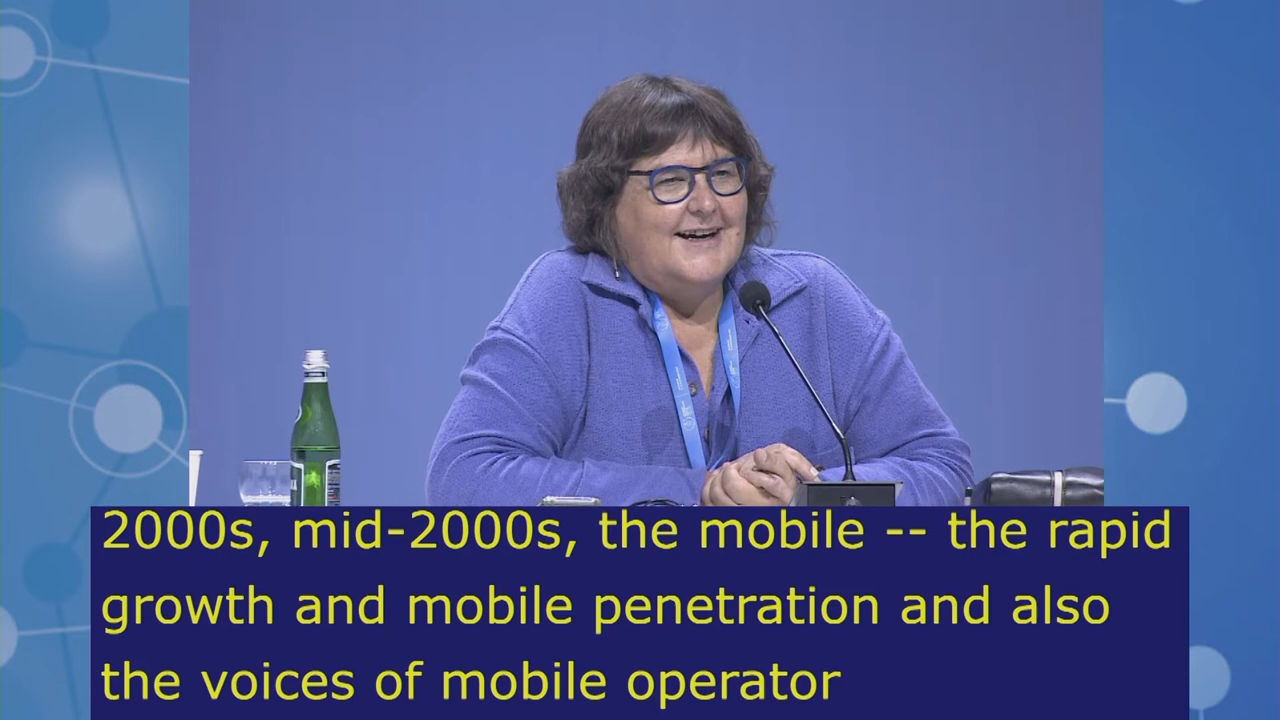 2000s, mid-2000s, the mobile -- the rapid
growth and mobile penetration and also
the voices of mobile operator